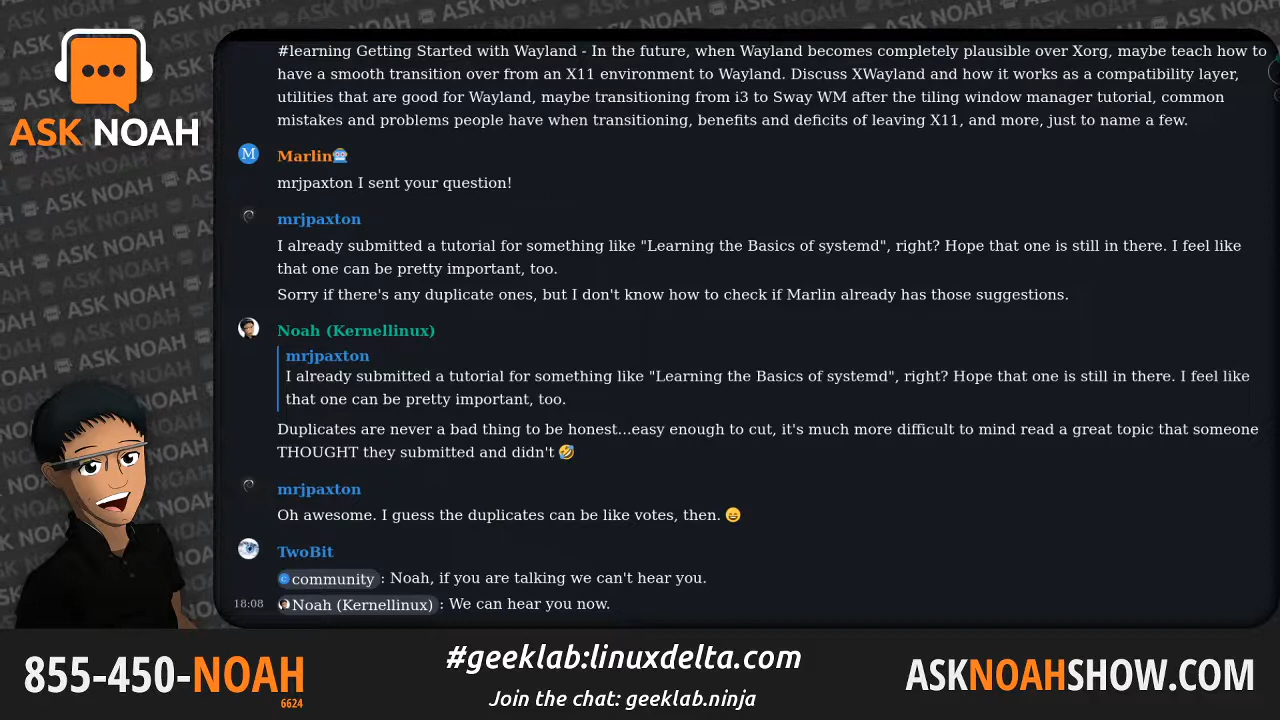 ASK NOAH
#learning Getting Started with Wayland - In the future, when Wayland becomes completely plausible over Xorg, maybe teach how to
have a smooth transition over from an X11 environment to Wayland. Discuss XWayland and how it works as a compatibility layer,
utilities that are good for Wayland, maybe transitioning from i3 to Sway WM after the tiling window manager tutorial, common
mistakes and problems people have when transitioning, benefits and deficits of leaving X11, and more, just to name a few.
M Marlin🤖
mrjpaxton I sent your question!
mrjpaxton
I already submitted a tutorial for something like "Learning the Basics of systemd", right? Hope that one is still in there. I feel like
that one can be pretty important, too.
Sorry if there's any duplicate ones, but I don't know how to check if Marlin already has those suggestions.
Noah (Kernellinux)
mrjpaxton
I already submitted a tutorial for something like "Learning the Basics of systemd", right? Hope that one is still in there. I feel like
that one can be pretty important, too.
Duplicates are never a bad thing to be honest...easy enough to cut, it's much more difficult to mind read a great topic that someone
THOUGHT they submitted and didn't 🤣
mrjpaxton
Oh awesome. I guess the duplicates can be like votes, then. 😄
TwoBit
C community : Noah, if you are talking we can't hear you.
18:08 Noah (Kernellinux) : We can hear you now.
855-450-NOAH
6624
#geeklab:linuxdelta.com
Join the chat: geeklab.ninja
ASKNOAHSHOW.COM